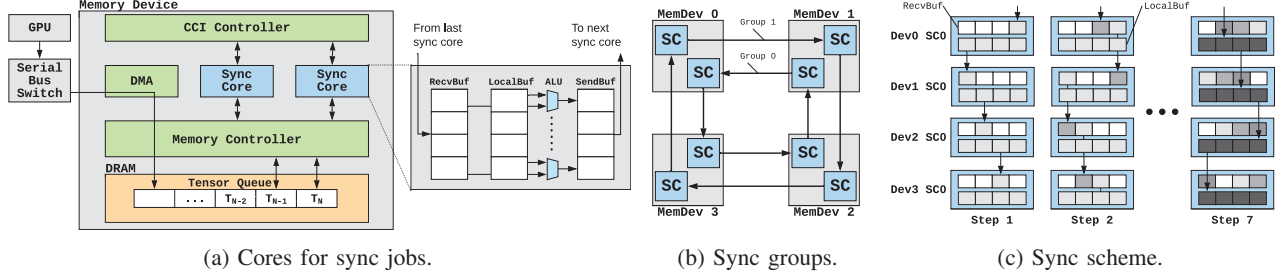 Memory Device
GPU
Serial
Bus
Switch
CCI Controller
DMA
Sync
Core
Sync
Core
Memory Controller
DRAM
Tensor Queue
... T_{N-2} T_{N-1} T_N
From last
sync core
To next
sync core
RecvBuf LocalBuf ALU SendBuf
(a) Cores for sync jobs.
MemDev 0 MemDev 1
SC SC
Group 1
SC SC
Group 0
SC SC
SC SC
MemDev 3 MemDev 2
(b) Sync groups.
RecvBuf LocalBuf
Dev0 SC0
Dev1 SC0
Dev2 SC0
Dev3 SC0
Step 1 Step 2 Step 7
(c) Sync scheme.